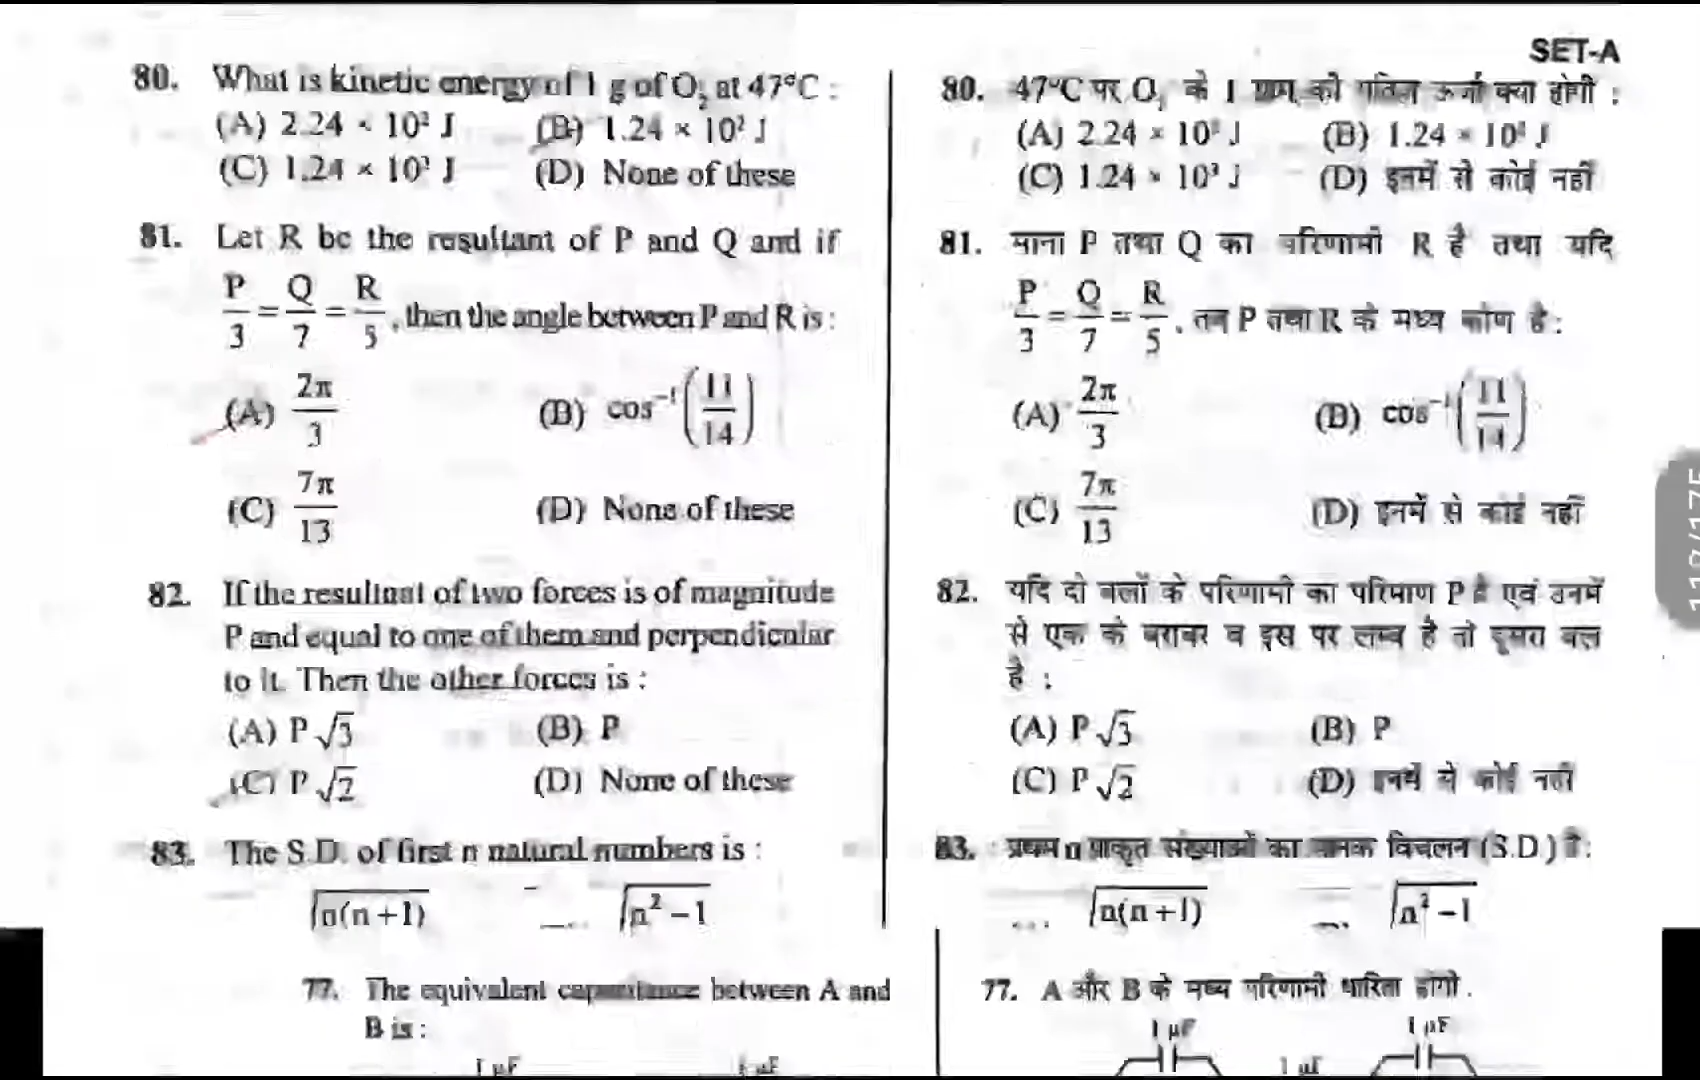 SET-A
80. What is kinetic energy of 1 g of O₂ at 47°C :
(A) 2.24 × 10² J (B) 1.24 × 10² J
(C) 1.24 × 10³ J (D) None of these
81. Let R be the resultant of P and Q and if
P/3 = Q/7 = R/5, then the angle between P and R is :
(A) 2π/3 (B) cos⁻¹(11/14)
(C) 7π/13 (D) None of these
82. If the resultant of two forces is of magnitude
P and equal to one of them and perpendicular
to it. Then the other forces is :
(A) P√3 (B) P
(C) P√2 (D) None of these
83. The S.D. of first n natural numbers is :
√n(n+1) √n²-1
77. The equivalent capacitance between A and
B is :
1 μF
80. 47°C पर O₂ के 1 ग्राम की गतिज ऊर्जा क्या होगी :
(A) 2.24 × 10² J (B) 1.24 × 10² J
(C) 1.24 × 10³ J (D) इनमें से कोई नहीं
81. माना P तथा Q का परिणामी R है तथा यदि
P/3 = Q/7 = R/5, तब P तथा R के मध्य कोण है :
(A) 2π/3 (B) cos⁻¹(11/14)
(C) 7π/13 (D) इनमें से कोई नहीं
82. यदि दो बलों के परिणामी का परिमाण P है एवं उनमें
से एक के बराबर व इस पर लम्ब है तो दूसरा बल
है :
(A) P√3 (B) P
(C) P√2 (D) इनमें से कोई नहीं
83. प्रथम n प्राकृत संख्याओं का मानक विचलन (S.D.) है :
√n(n+1) √n²-1
77. A और B के मध्य परिणामी धारिता होगी.
1 μF 1 μF
1 μF